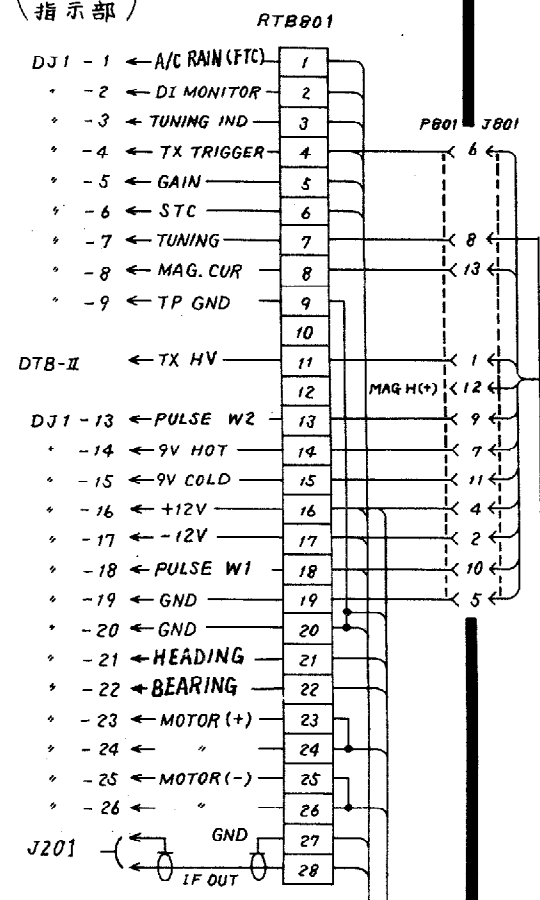 (指示部)
RTB801
DJ1 - 1 ← A/C RAIN (FTC) 1
〃 - 2 ← DI MONITOR 2
〃 - 3 ← TUNING IND 3
P801 J801
〃 - 4 ← TX TRIGGER 4 6
〃 - 5 ← GAIN 5
〃 - 6 ← STC 6
〃 - 7 ← TUNING 7 8
〃 - 8 ← MAG. CUR 8 13
〃 - 9 ← TP GND 9
10
DTB-II ← TX HV 11 1
12 MAG H(+) 12
DJ1 - 13 ← PULSE W2 13 9
〃 - 14 ← 9V HOT 14 7
〃 - 15 ← 9V COLD 15 11
〃 - 16 ← +12V 16 4
〃 - 17 ← -12V 17 2
〃 - 18 ← PULSE W1 18 10
〃 - 19 ← GND 19 5
〃 - 20 ← GND 20
〃 - 21 ← HEADING 21
〃 - 22 ← BEARING 22
〃 - 23 ← MOTOR (+) 23
〃 - 24 ← 〃 24
〃 - 25 ← MOTOR (-) 25
〃 - 26 ← 〃 26
GND 27
J201
IF OUT 28